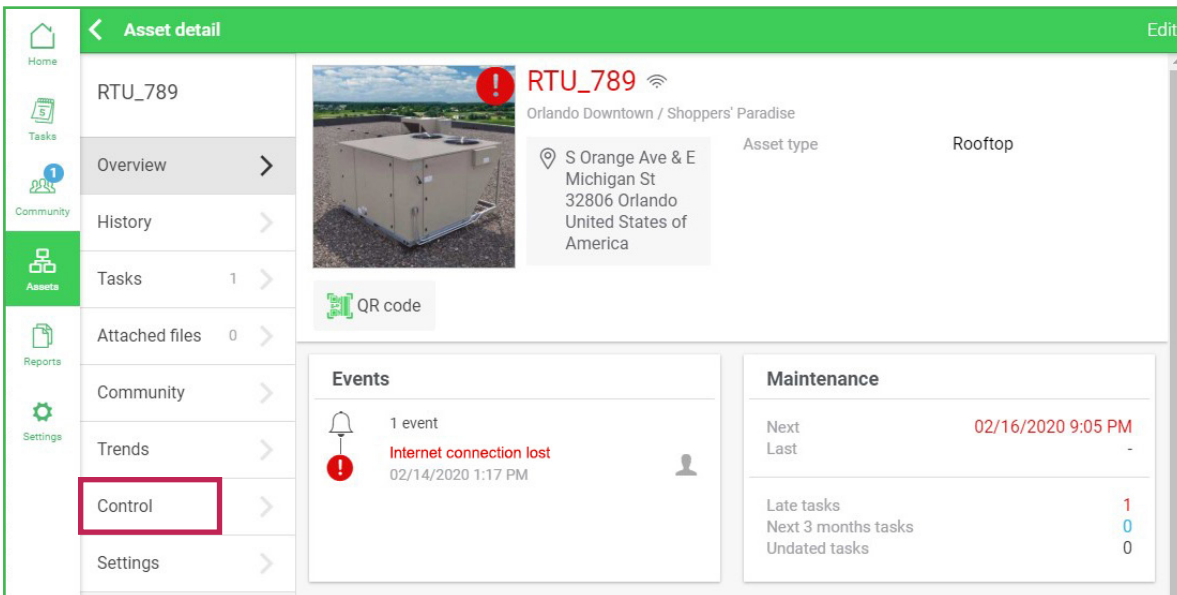 Home
Tasks
1
Community
Assets
Reports
Settings
Asset detail
Edit
RTU_789
Overview
History
Tasks 1
Attached files 0
Community
Trends
Control
Settings
RTU_789
Orlando Downtown / Shoppers' Paradise
S Orange Ave & E
Michigan St
32806 Orlando
United States of
America
Asset type Rooftop
QR code
Events
1 event
Internet connection lost
02/14/2020 1:17 PM
Maintenance
Next 02/16/2020 9:05 PM
Last -
Late tasks 1
Next 3 months tasks 0
Undated tasks 0